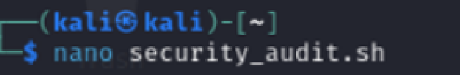 ┌──(kali㉿kali)-[~]
└─$ nano security_audit.sh